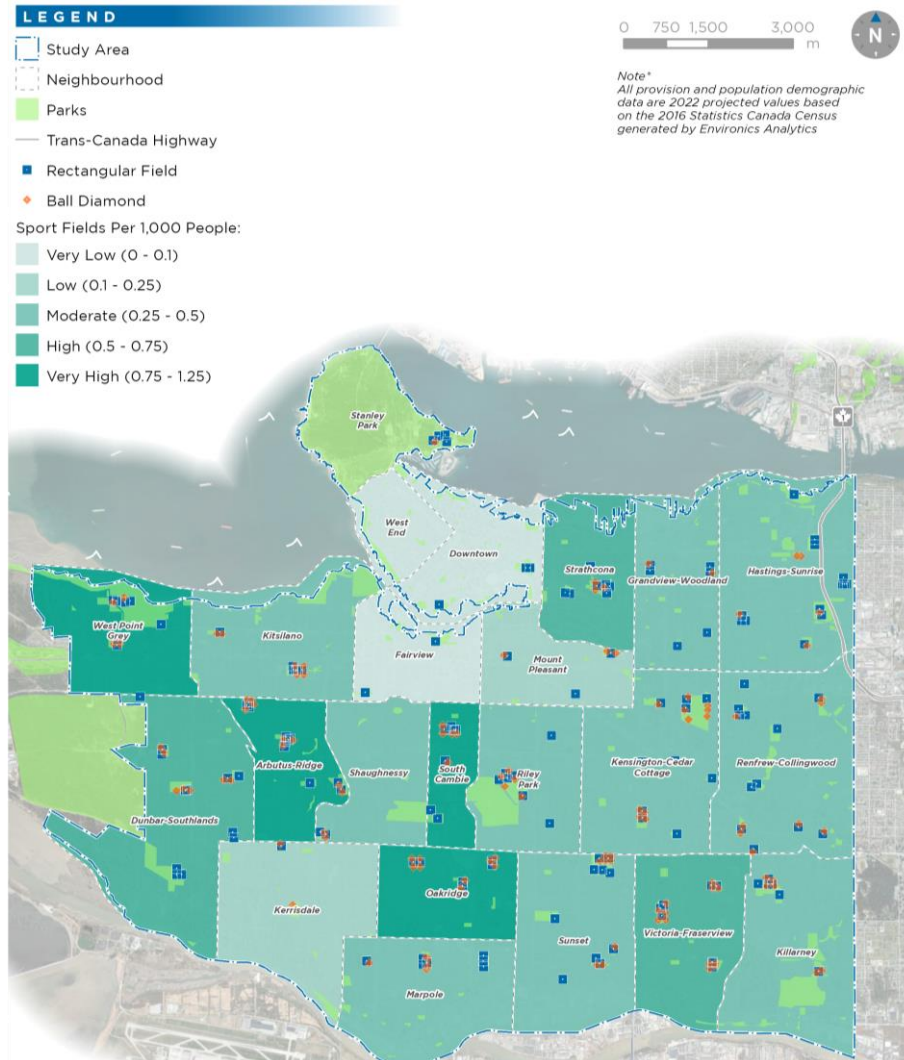 LEGEND
Study Area
Neighbourhood
Parks
Trans-Canada Highway
Rectangular Field
Ball Diamond
Sport Fields Per 1,000 People:
Very Low (0 - 0.1)
Low (0.1 - 0.25)
Moderate (0.25 - 0.5)
High (0.5 - 0.75)
Very High (0.75 - 1.25)
0 750 1,500 3,000
m
N
Note*
All provision and population demographic
data are 2022 projected values based
on the 2016 Statistics Canada Census
generated by Environics Analytics
1
Stanley
Park
West
End
Downtown
Strathcona
Grandview-Woodland
Hastings-Sunrise
West Point
Grey
Kitsilano
Fairview
Mount
Pleasant
Arbutus-Ridge
Shaughnessy
South
Cambie
Riley
Park
Kensington-Cedar
Cottage
Renfrew-Collingwood
Dunbar-Southlands
Kerrisdale
Oakridge
Sunset
Victoria-Fraserview
Killarney
Marpole